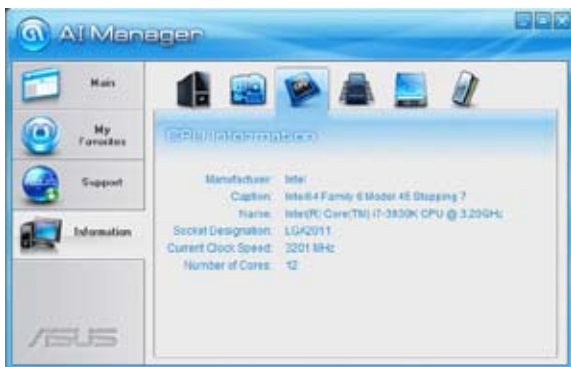 AI Manager
Main
My
Favorites
Support
Information
CPU Information
Manufacturer: Intel
Caption: Intel64 Family 6 Model 45 Stepping 7
Name: Intel(R) Core(TM) i7-3930K CPU @ 3.20GHz
Socket Designation: LGA2011
Current Clock Speed: 3201 MHz
Number of Cores: 12
ASUS